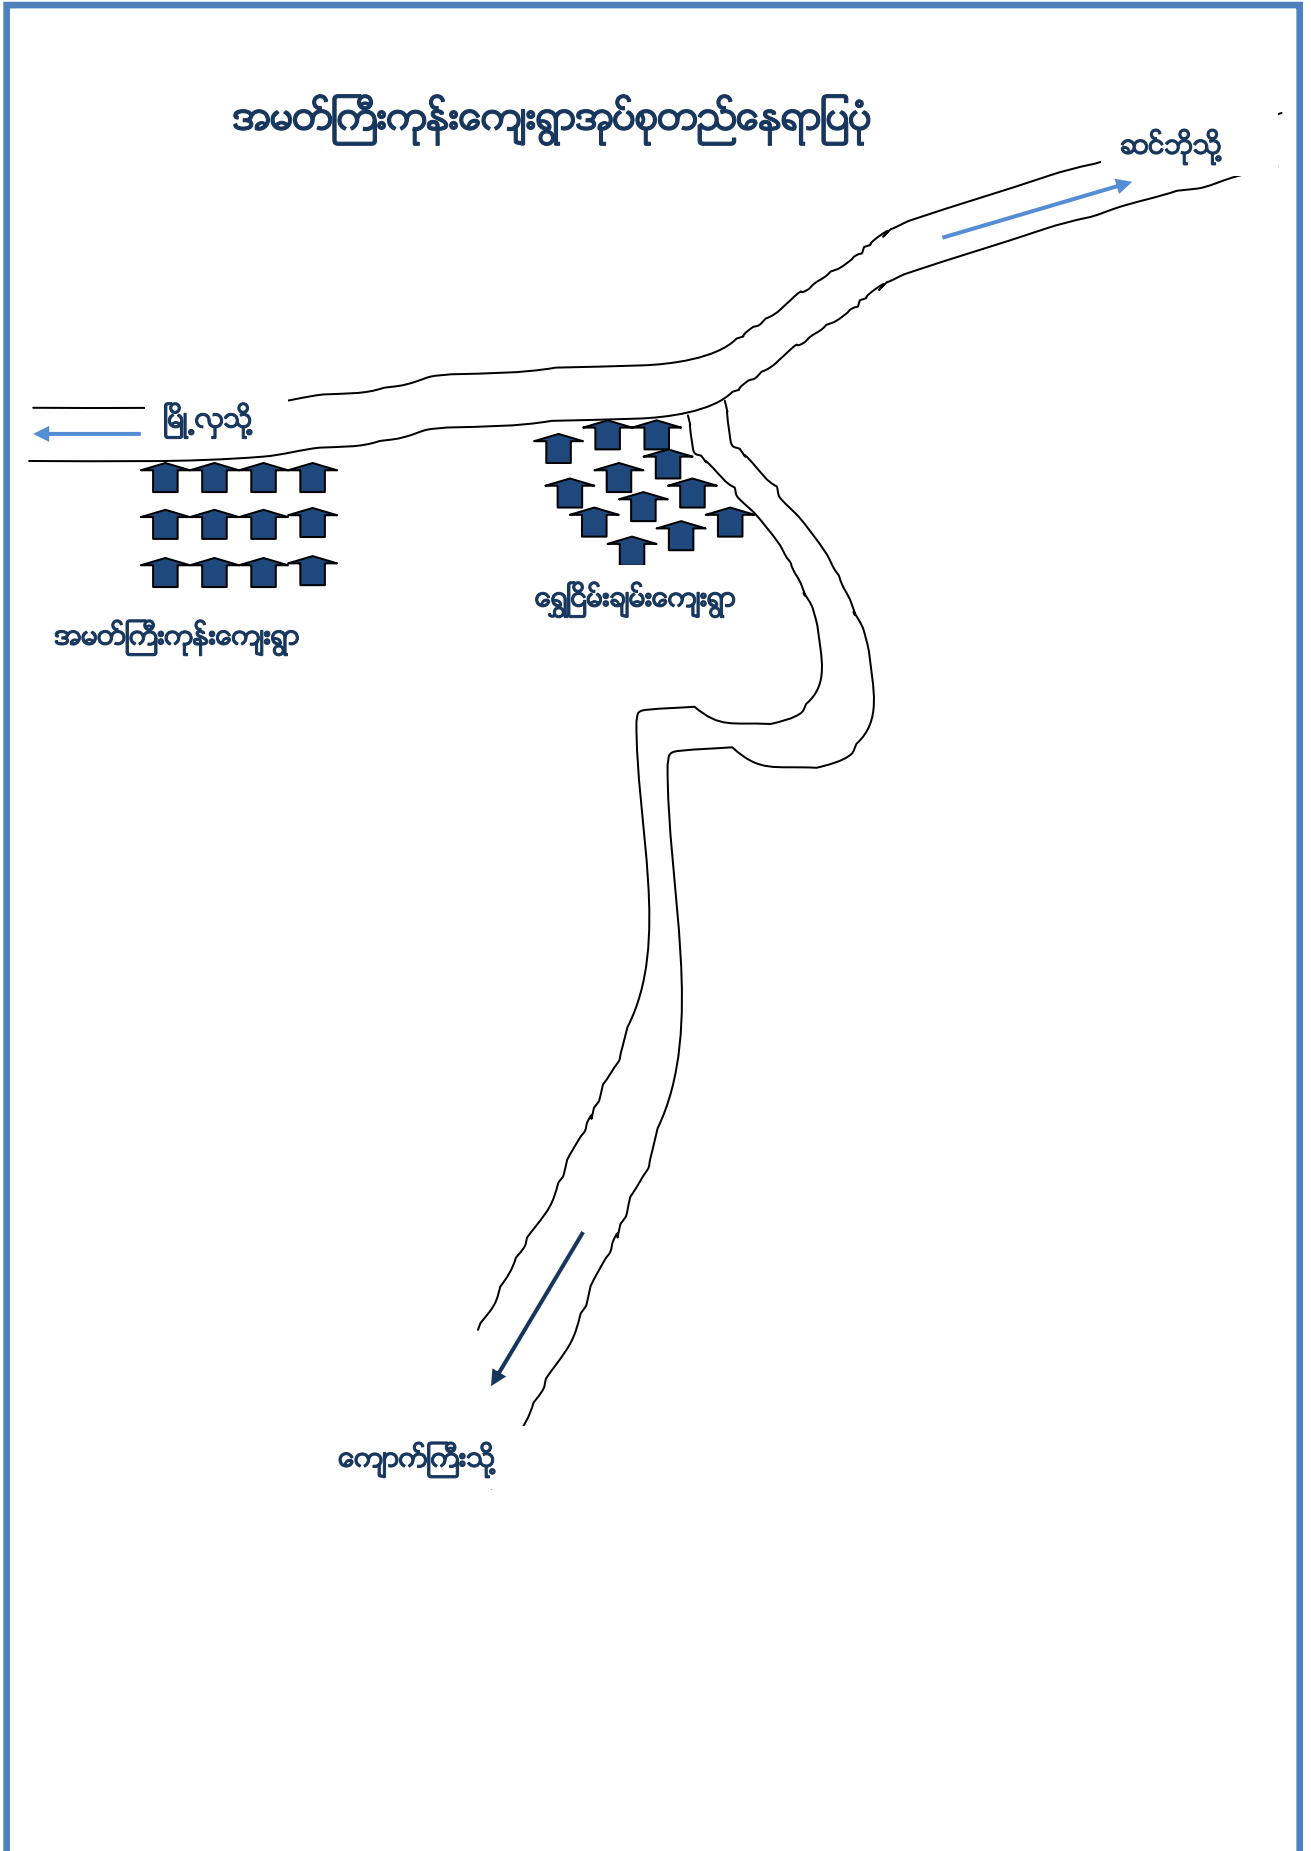 အမတ်ကြီးကုန်းကျေးရွာအုပ်စုတည်နေရာပြပုံ
ဆင်ဘိုသို့
မြို့လှသို့
ရွှေငြိမ်းချမ်းကျေးရွာ
အမတ်ကြီးကုန်းကျေးရွာ
ကျောက်ကြီးသို့